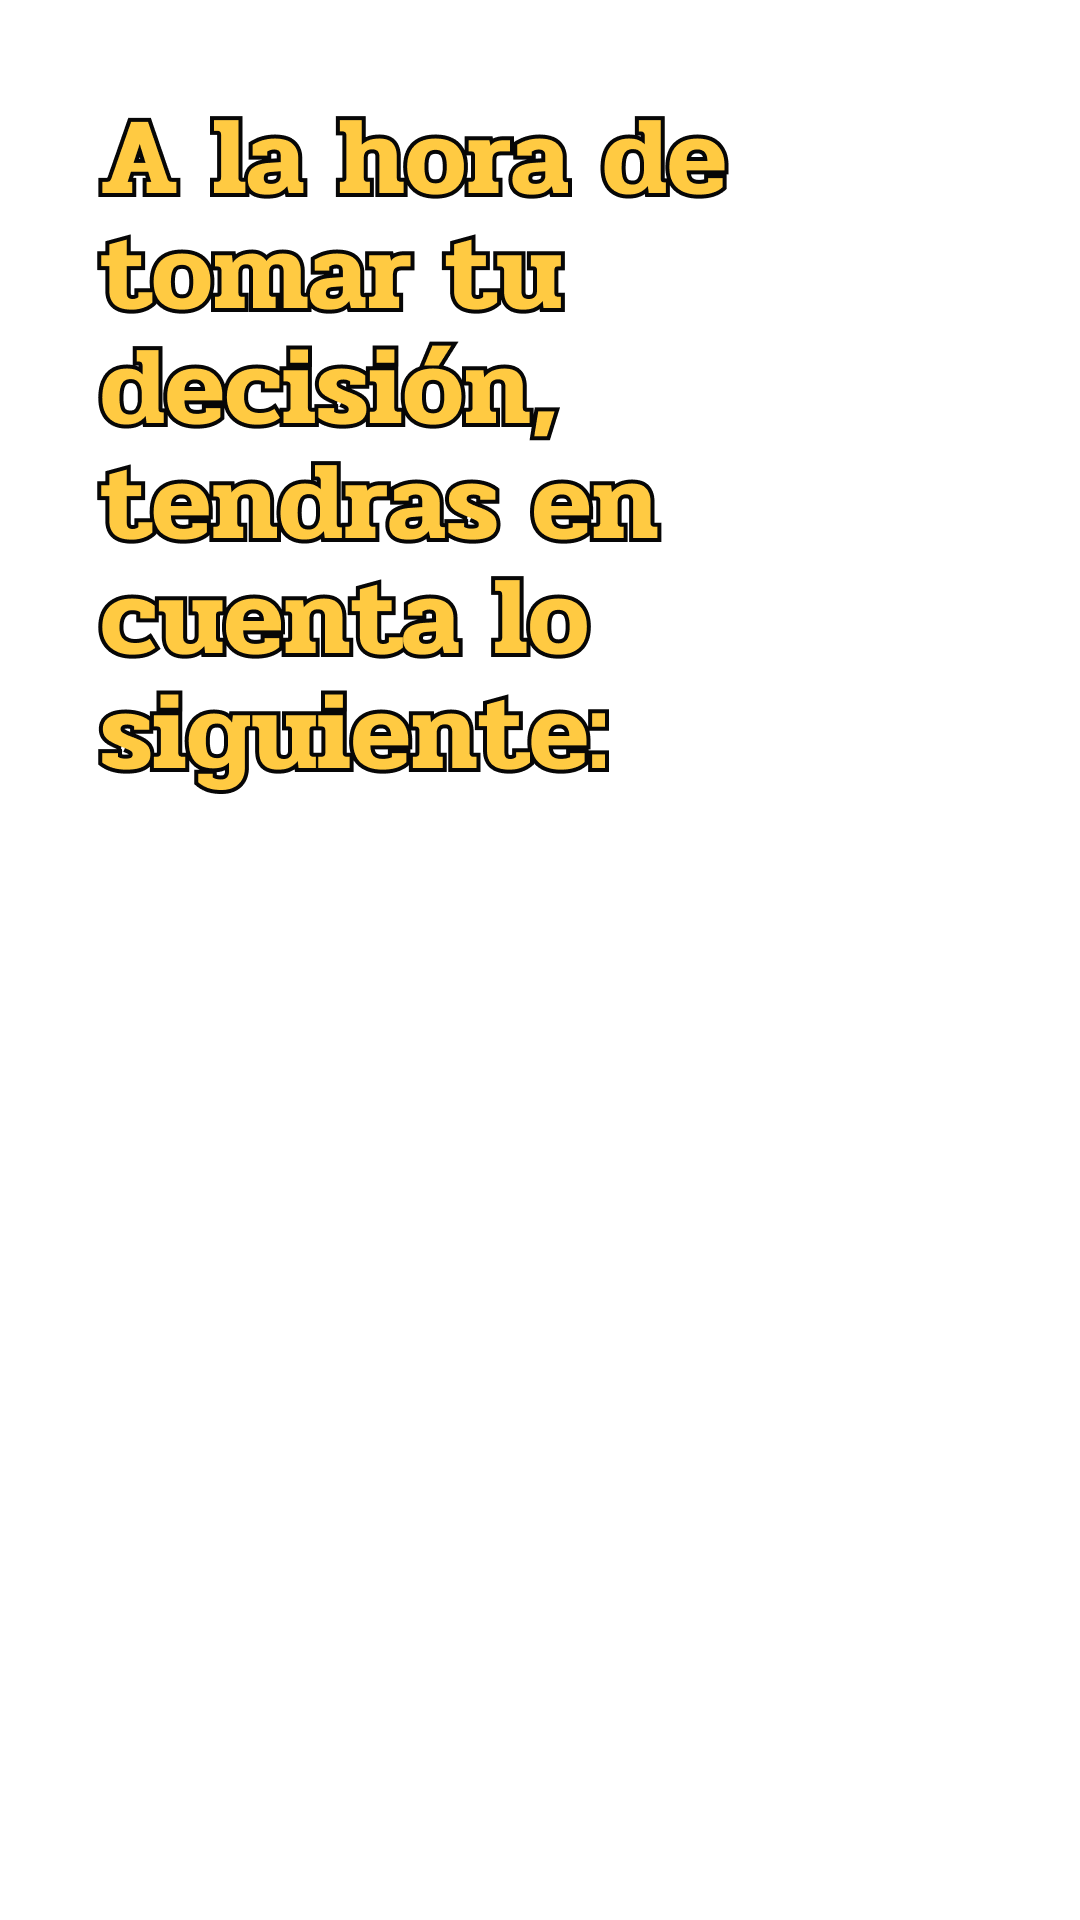 A la hora de
tomar tu
decisión,
tendras en
cuenta lo
siguiente: